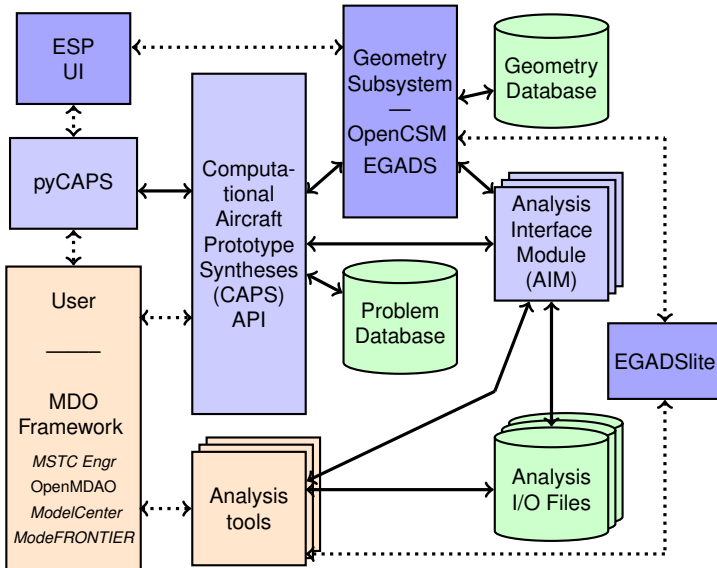 ESP
UI
Geometry
Subsystem
—
OpenCSM
EGADS
Geometry
Database
pyCAPS
Computa-
tional
Aircraft
Prototype
Syntheses
(CAPS)
API
Analysis
Interface
Module
(AIM)
Problem
Database
User
MDO
Framework
MSTC Engr
OpenMDAO
ModelCenter
ModeFRONTIER
EGADSlite
Analysis
tools
Analysis
I/O Files